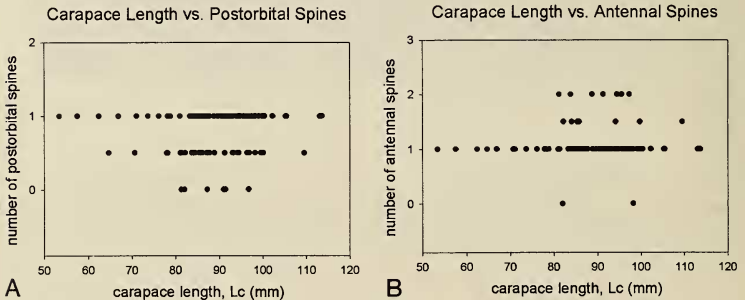 Carapace Length vs. Postorbital Spines
2
1
0
number of postorbital spines
50 60 70 80 90 100 110 120
carapace length, Lc (mm)
A
Carapace Length vs. Antennal Spines
3
2
1
0
number of antennal spines
50 60 70 80 90 100 110 120
carapace length, Lc (mm)
B